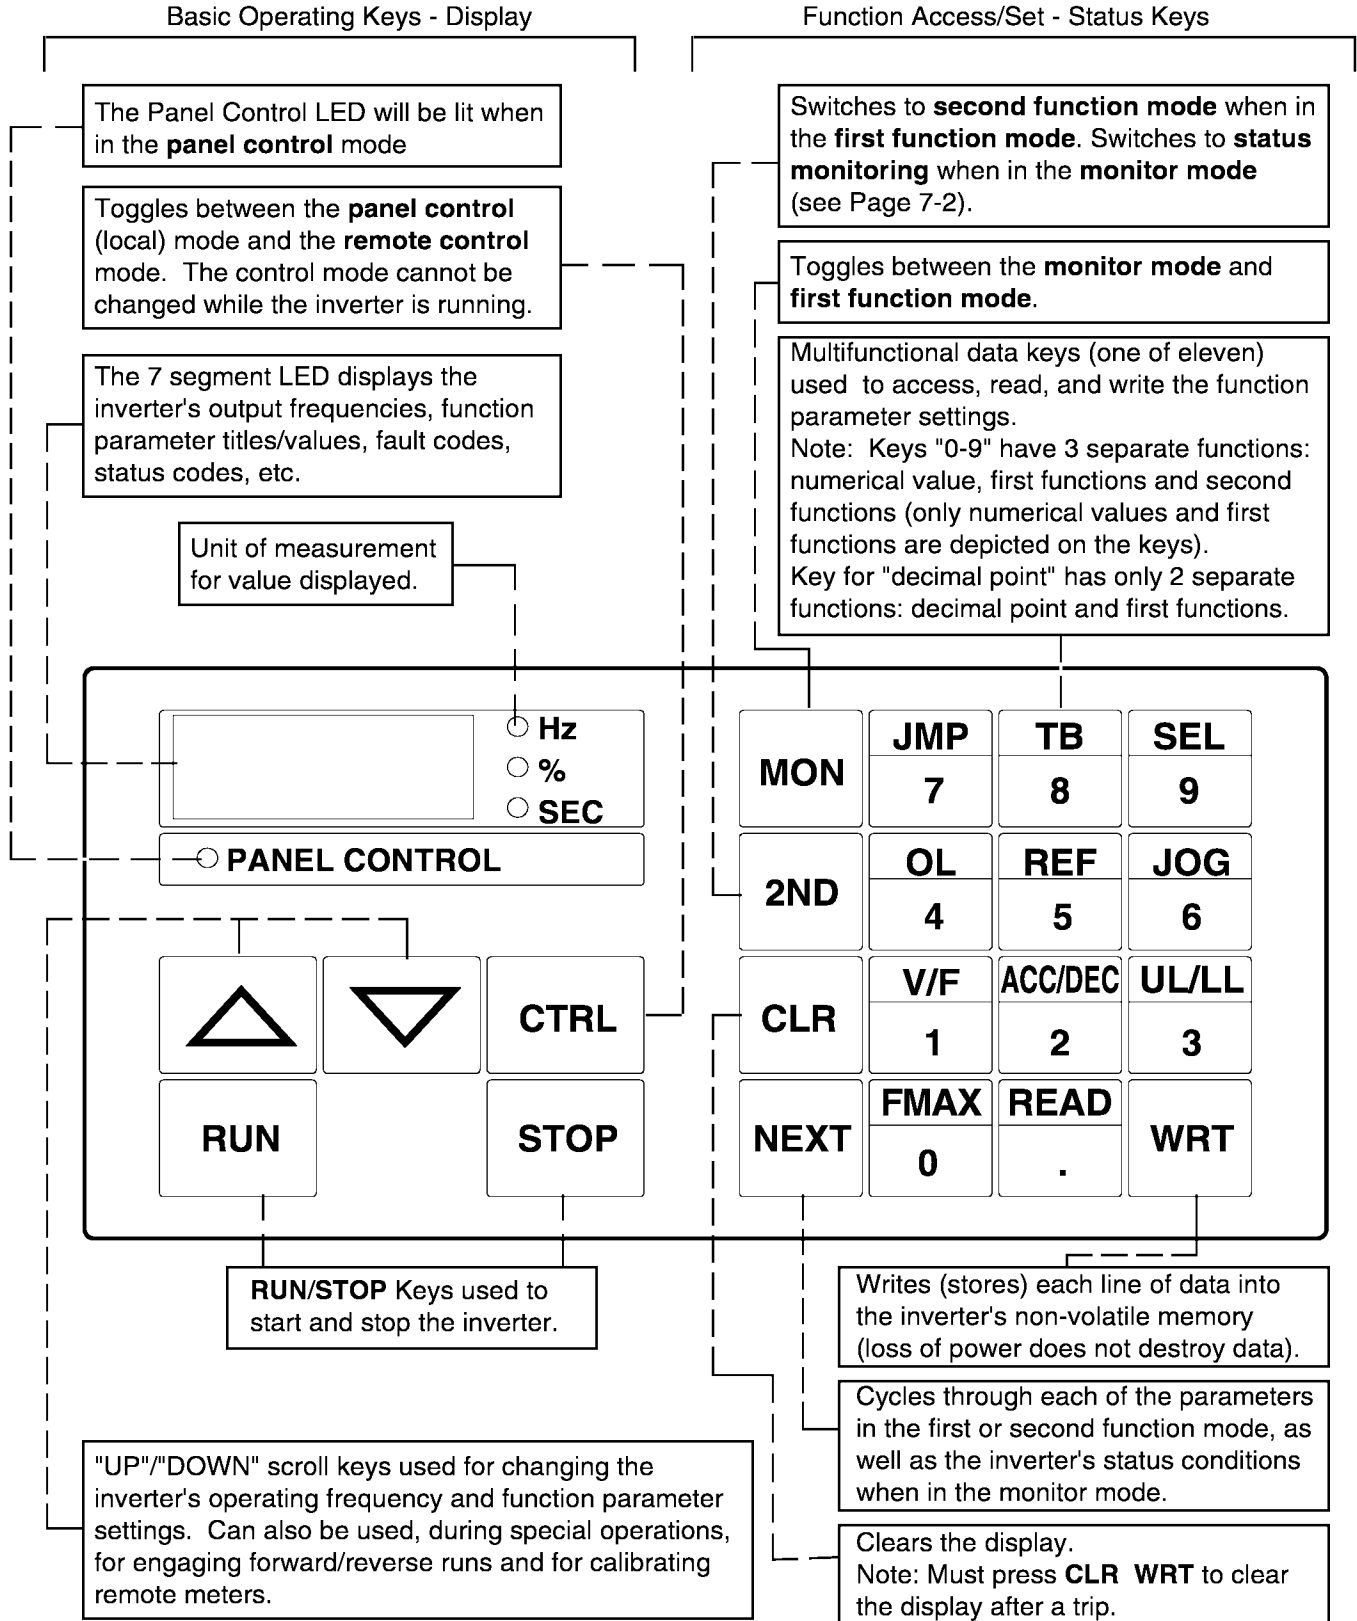 Basic Operating Keys - Display
Function Access/Set - Status Keys
The Panel Control LED will be lit when
in the panel control mode
Toggles between the panel control
(local) mode and the remote control
mode.  The control mode cannot be
changed while the inverter is running.
The 7 segment LED displays the
inverter's output frequencies, function
parameter titles/values, fault codes,
status codes, etc.
Unit of measurement
for value displayed.
Switches to second function mode when in
the first function mode. Switches to status
monitoring when in the monitor mode
(see Page 7-2).
Toggles between the monitor mode and
first function mode.
Multifunctional data keys (one of eleven)
used  to access, read, and write the function
parameter settings.
Note:  Keys "0-9" have 3 separate functions:
numerical value, first functions and second
functions (only numerical values and first
functions are depicted on the keys).
Key for "decimal point" has only 2 separate
functions: decimal point and first functions.
Hz
%
SEC
PANEL CONTROL
CTRL
RUN
STOP
MON
JMP
7
TB
8
SEL
9
2ND
OL
4
REF
5
JOG
6
CLR
V/F
1
ACC/DEC
2
UL/LL
3
NEXT
FMAX
0
READ
.
WRT
RUN/STOP Keys used to
start and stop the inverter.
"UP"/"DOWN" scroll keys used for changing the
inverter's operating frequency and function parameter
settings.  Can also be used, during special operations,
for engaging forward/reverse runs and for calibrating
remote meters.
Writes (stores) each line of data into
the inverter's non-volatile memory
(loss of power does not destroy data).
Cycles through each of the parameters
in the first or second function mode, as
well as the inverter's status conditions
when in the monitor mode.
Clears the display.
Note: Must press CLR  WRT to clear
the display after a trip.